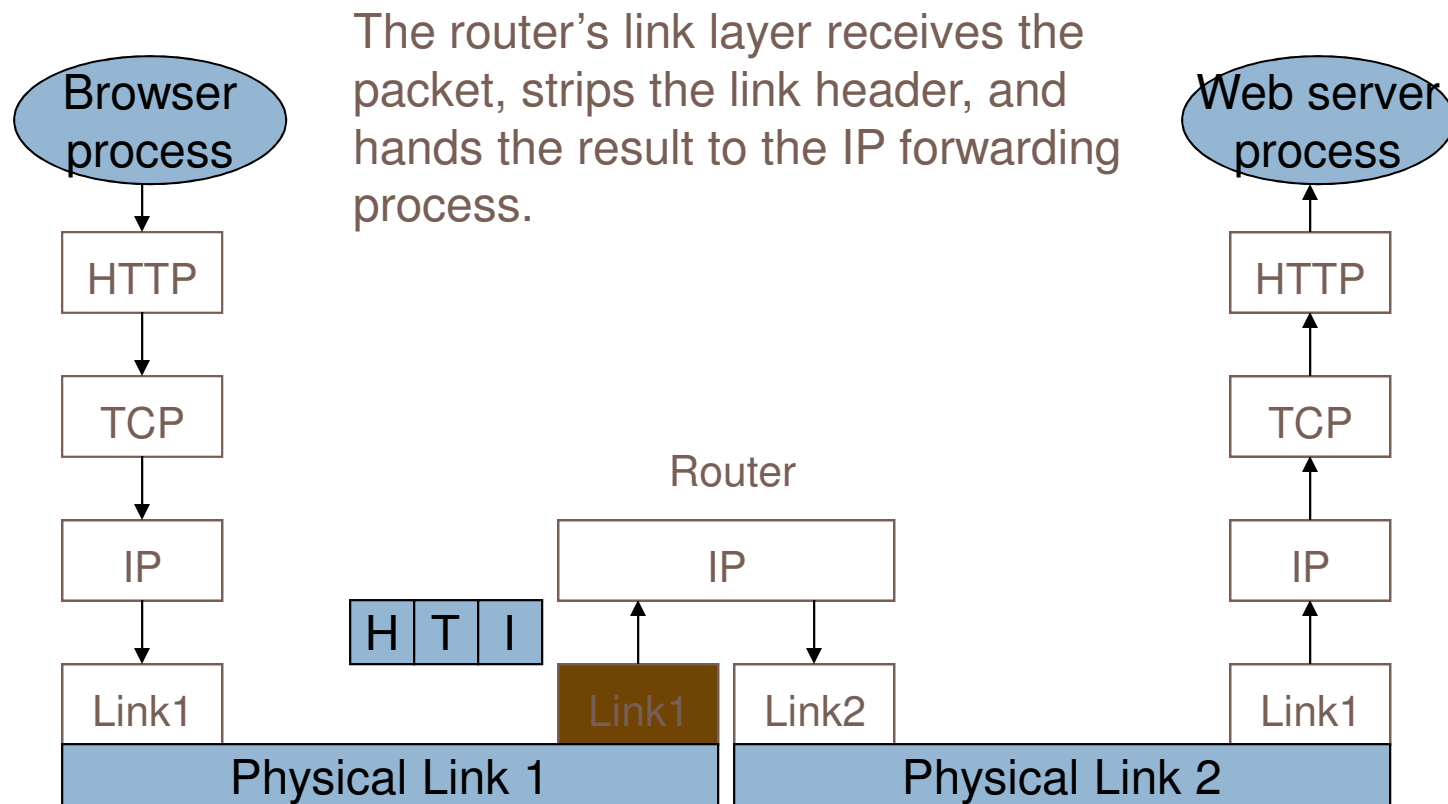 The router’s link layer receives the
packet, strips the link header, and
hands the result to the IP forwarding
process.
Browser
process
Web server
process
HTTP
HTTP
TCP
TCP
Router
IP
IP
IP
H T I
Link1
Link1
Link2
Link1
Physical Link 1
Physical Link 2